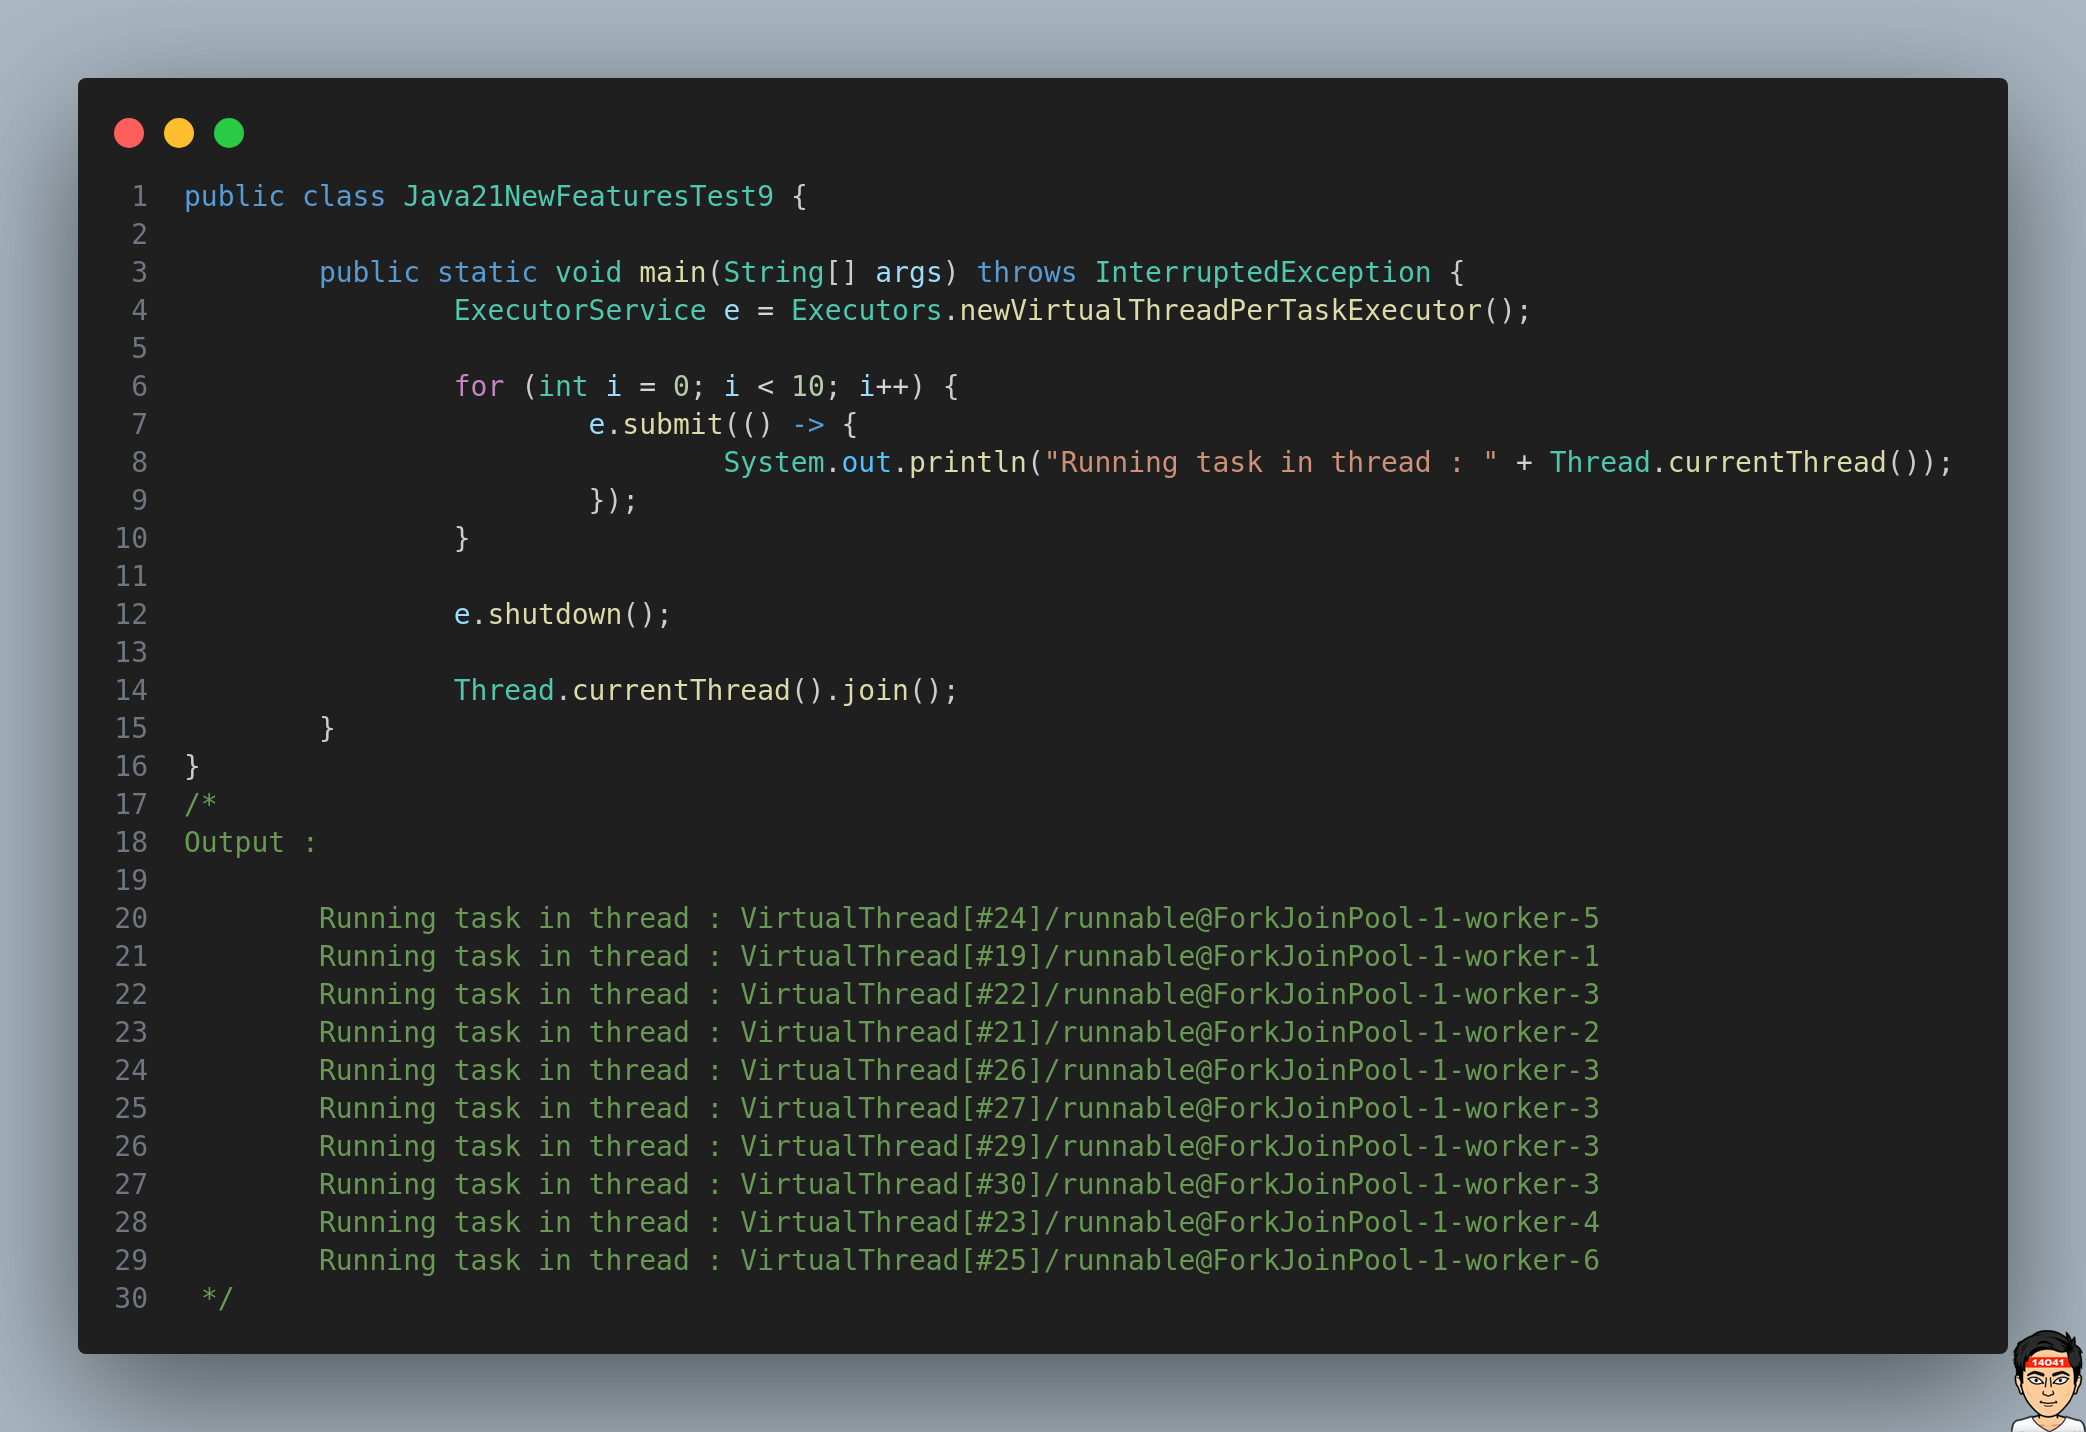 1 public class Java21NewFeaturesTest9 {
2
3         public static void main(String[] args) throws InterruptedException {
4                 ExecutorService e = Executors.newVirtualThreadPerTaskExecutor();
5
6                 for (int i = 0; i < 10; i++) {
7                         e.submit(() -> {
8                                 System.out.println("Running task in thread : " + Thread.currentThread());
9                         });
10                 }
11
12                 e.shutdown();
13
14                 Thread.currentThread().join();
15         }
16 }
17 /*
18 Output :
19
20         Running task in thread : VirtualThread[#24]/runnable@ForkJoinPool-1-worker-5
21         Running task in thread : VirtualThread[#19]/runnable@ForkJoinPool-1-worker-1
22         Running task in thread : VirtualThread[#22]/runnable@ForkJoinPool-1-worker-3
23         Running task in thread : VirtualThread[#21]/runnable@ForkJoinPool-1-worker-2
24         Running task in thread : VirtualThread[#26]/runnable@ForkJoinPool-1-worker-3
25         Running task in thread : VirtualThread[#27]/runnable@ForkJoinPool-1-worker-3
26         Running task in thread : VirtualThread[#29]/runnable@ForkJoinPool-1-worker-3
27         Running task in thread : VirtualThread[#30]/runnable@ForkJoinPool-1-worker-3
28         Running task in thread : VirtualThread[#23]/runnable@ForkJoinPool-1-worker-4
29         Running task in thread : VirtualThread[#25]/runnable@ForkJoinPool-1-worker-6
30  */
14041